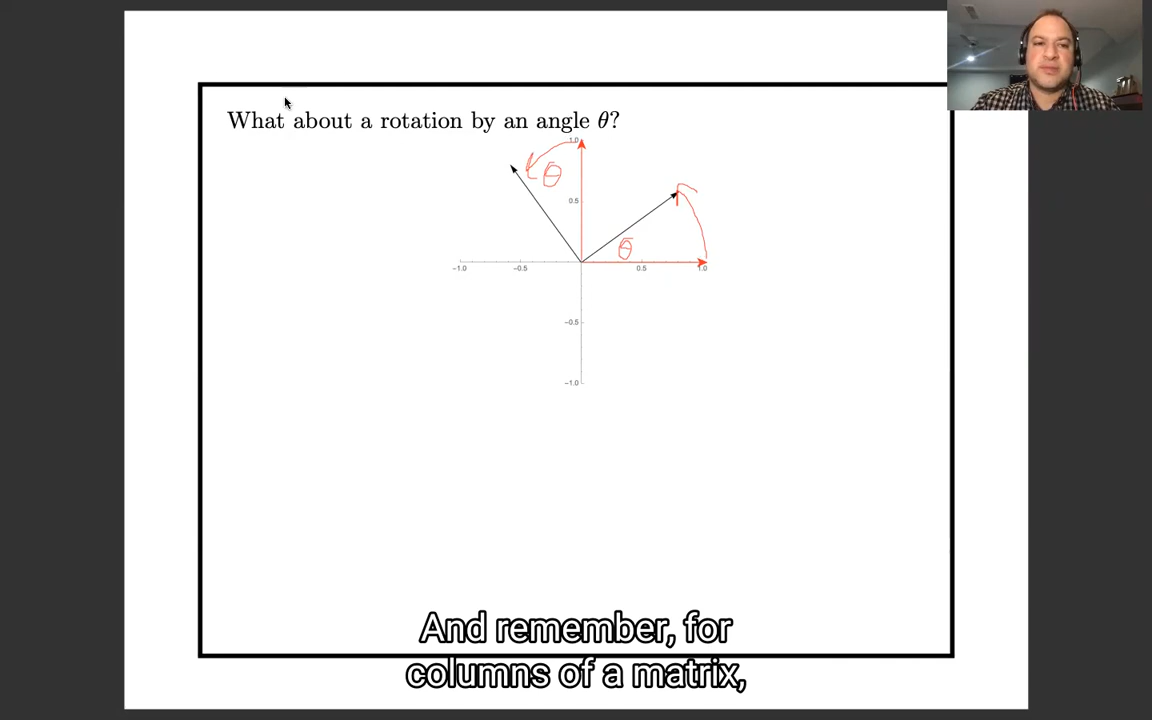 What about a rotation by an angle θ?
1.0
θ
0.5
θ
-1.0 -0.5 0.5 1.0
-0.5
-1.0
And remember, for
columns of a matrix,